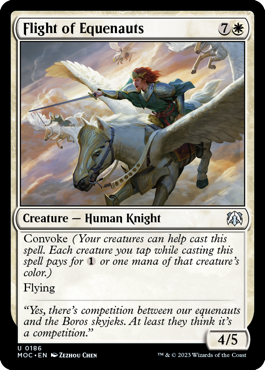 Flight of Equenauts 7
Creature — Human Knight
Convoke (Your creatures can help cast this
spell. Each creature you tap while casting this
spell pays for 1 or one mana of that creature's
color.)
Flying
"Yes, there's competition between our equenauts
and the Boros skyjeks. At least they think it's
a competition."
4/5
U 0186
MOC • EN Zezhou Chen
™ & © 2023 Wizards of the Coast